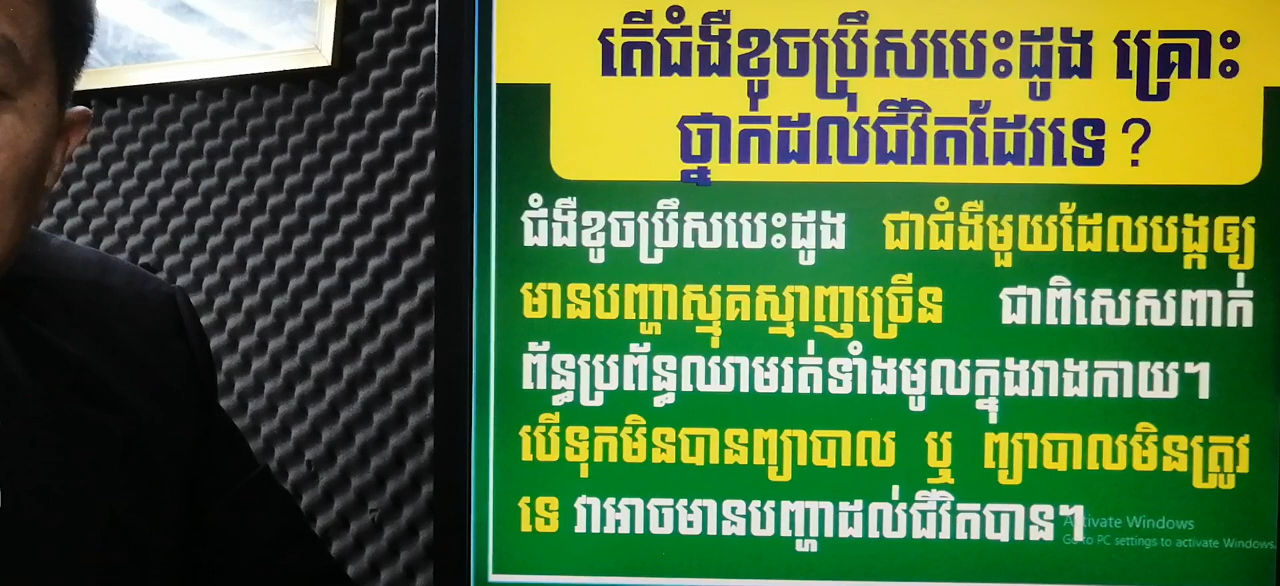 តើជំងឺខូចប្រឹសបេះដូង គ្រោះ
ថ្នាក់ដល់ជីវិតដែរទេ ?
ជំងឺខូចប្រឹសបេះដូង ជាជំងឺមួយដែលបង្កឲ្យ
មានបញ្ហាស្មុគស្មាញច្រើន ជាពិសេសពាក់
ព័ន្ធប្រព័ន្ធឈាមរត់ទាំងមូលក្នុងរាងកាយ។
បើទុកមិនបានព្យាបាល ឬ ព្យាបាលមិនត្រូវ
ទេ វាអាចមានបញ្ហាដល់ជីវិតបាន។
Activate Windows
Go to PC settings to activate Windows.